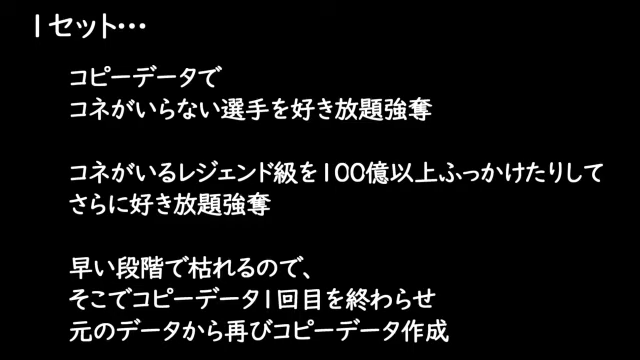 1セット…
コピーデータで
コネがいらない選手を好き放題強奪
コネがいるレジェンド級を100億以上ふっかけたりして
さらに好き放題強奪
早い段階で枯れるので、
そこでコピーデータ1回目を終わらせ
元のデータから再びコピーデータ作成